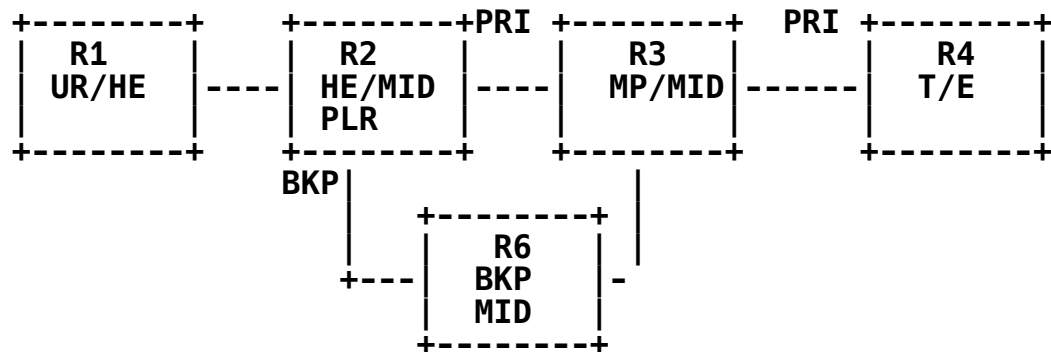 +--------+ +--------+PRI +--------+ PRI +--------+
| R1 | | R2 | | R3 | | R4 |
| UR/HE |----| HE/MID |----| MP/MID|------| T/E |
| | | PLR | | | | |
+--------+ +--------+ +--------+ +--------+
BKP| |
| +--------+ |
| | R6 | |
+---| BKP |-
| MID |
+--------+